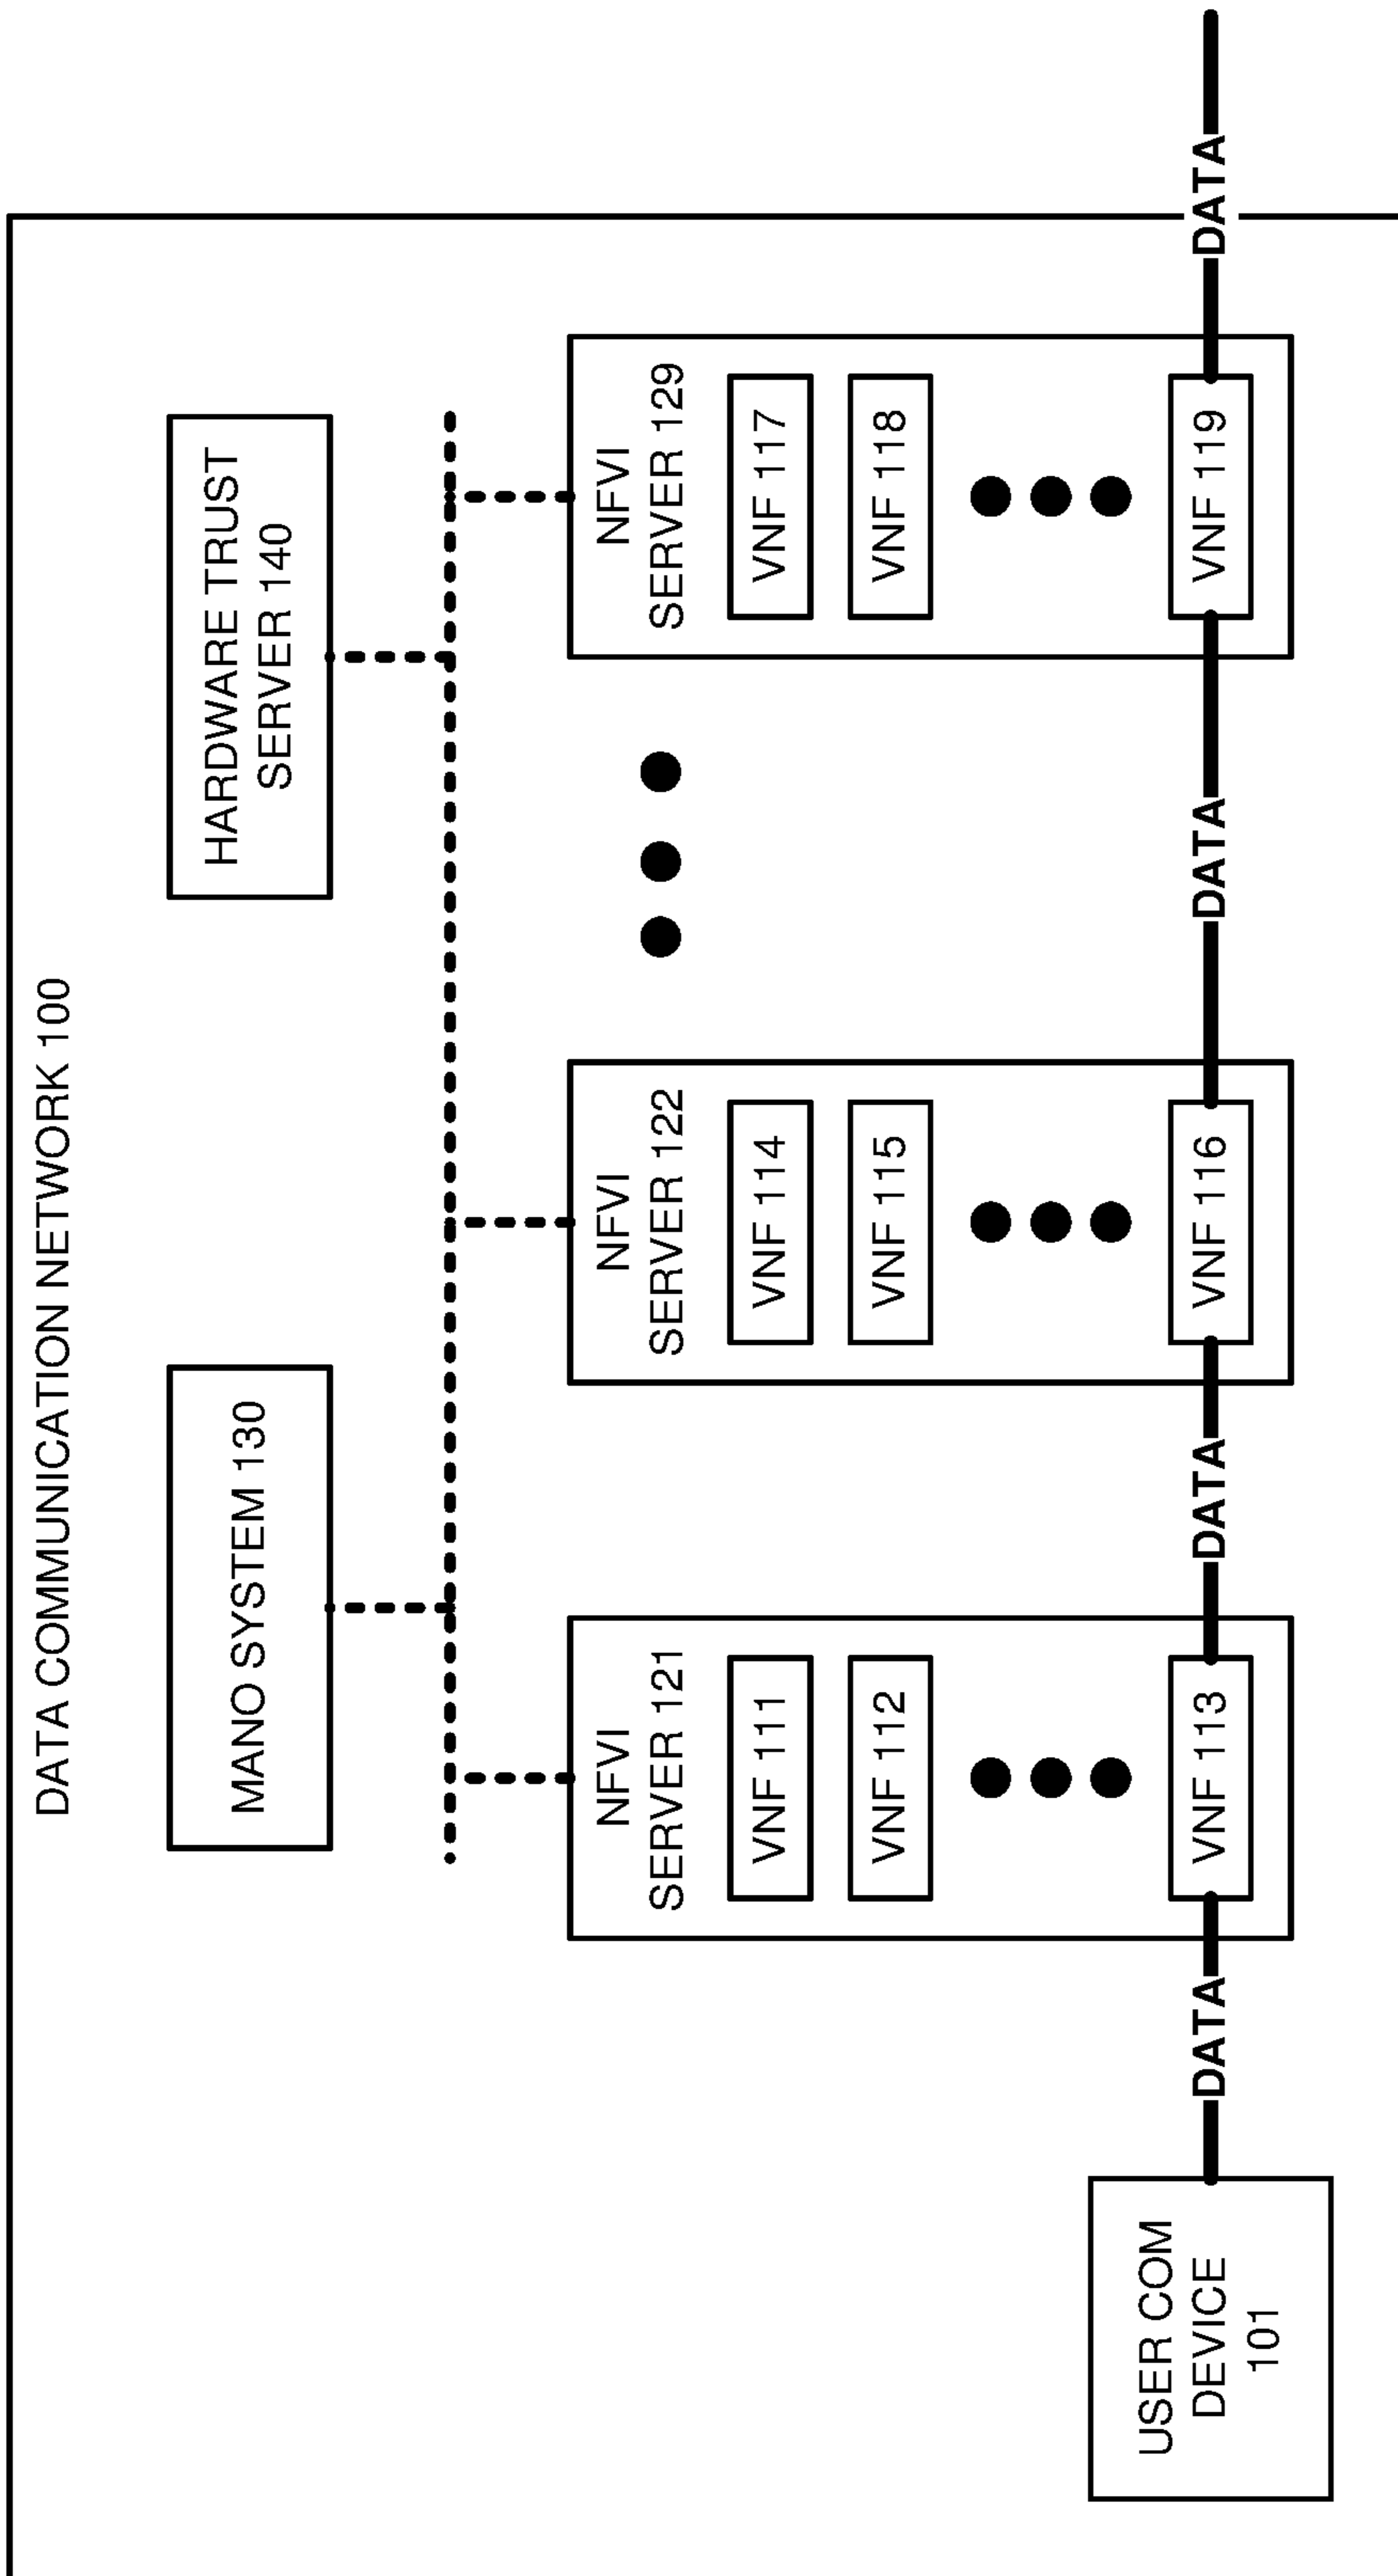 DATA COMMUNICATION NETWORK 100
MANO SYSTEM 130
HARDWARE TRUST
SERVER 140
NFVI
SERVER 121
VNF 111
VNF 112
VNF 113
NFVI
SERVER 122
VNF 114
VNF 115
VNF 116
NFVI
SERVER 129
VNF 117
VNF 118
VNF 119
USER COM
DEVICE
101
DATA
DATA
DATA
DATA